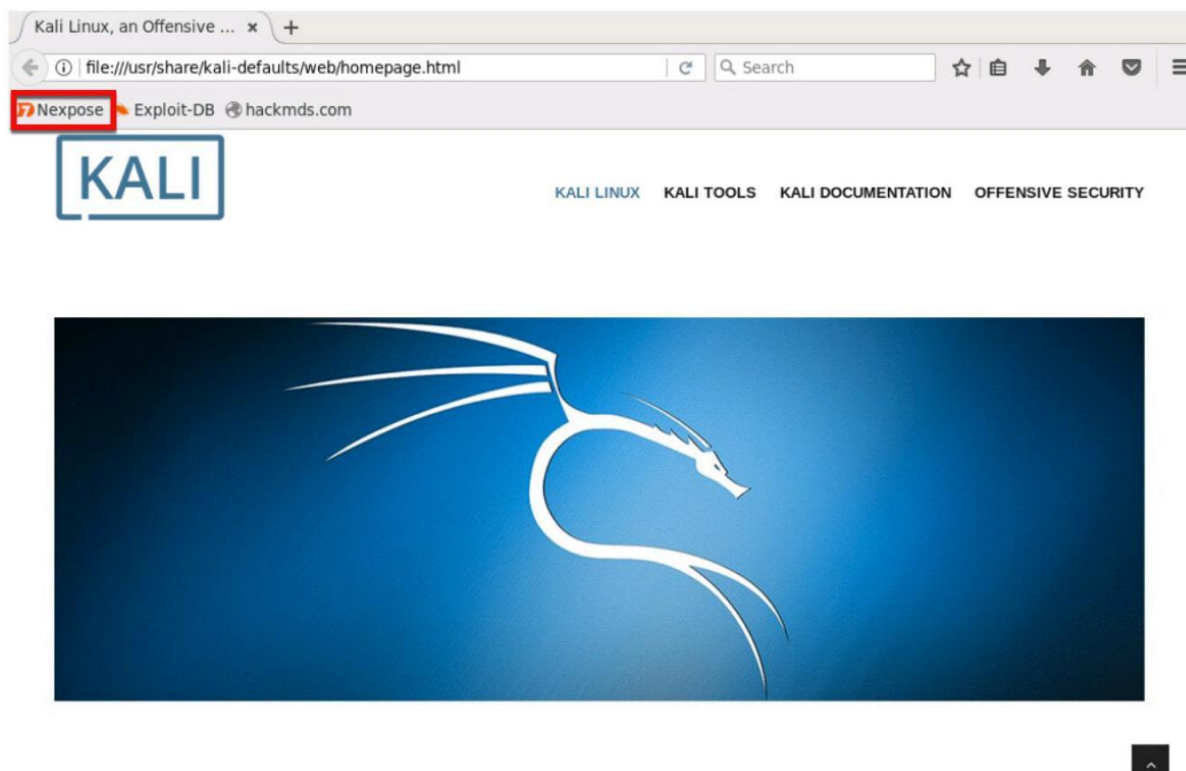 Kali Linux, an Offensive ...
file:///usr/share/kali-defaults/web/homepage.html
Search
Nexpose Exploit-DB hackmds.com
KALI
KALI LINUX KALI TOOLS KALI DOCUMENTATION OFFENSIVE SECURITY